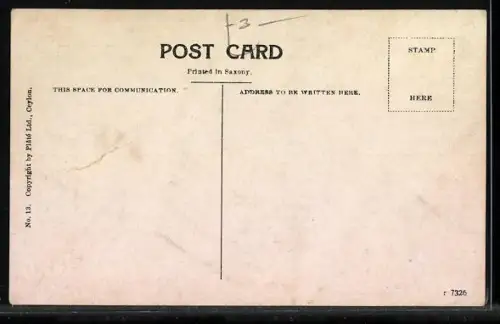 +3-
POST CARD
Printed in Saxony.
THIS SPACE FOR COMMUNICATION.
ADDRESS TO BE WRITTEN HERE.
STAMP
HERE
No. 13. Copyright by Plâté Ltd., Ceylon.
r 7326